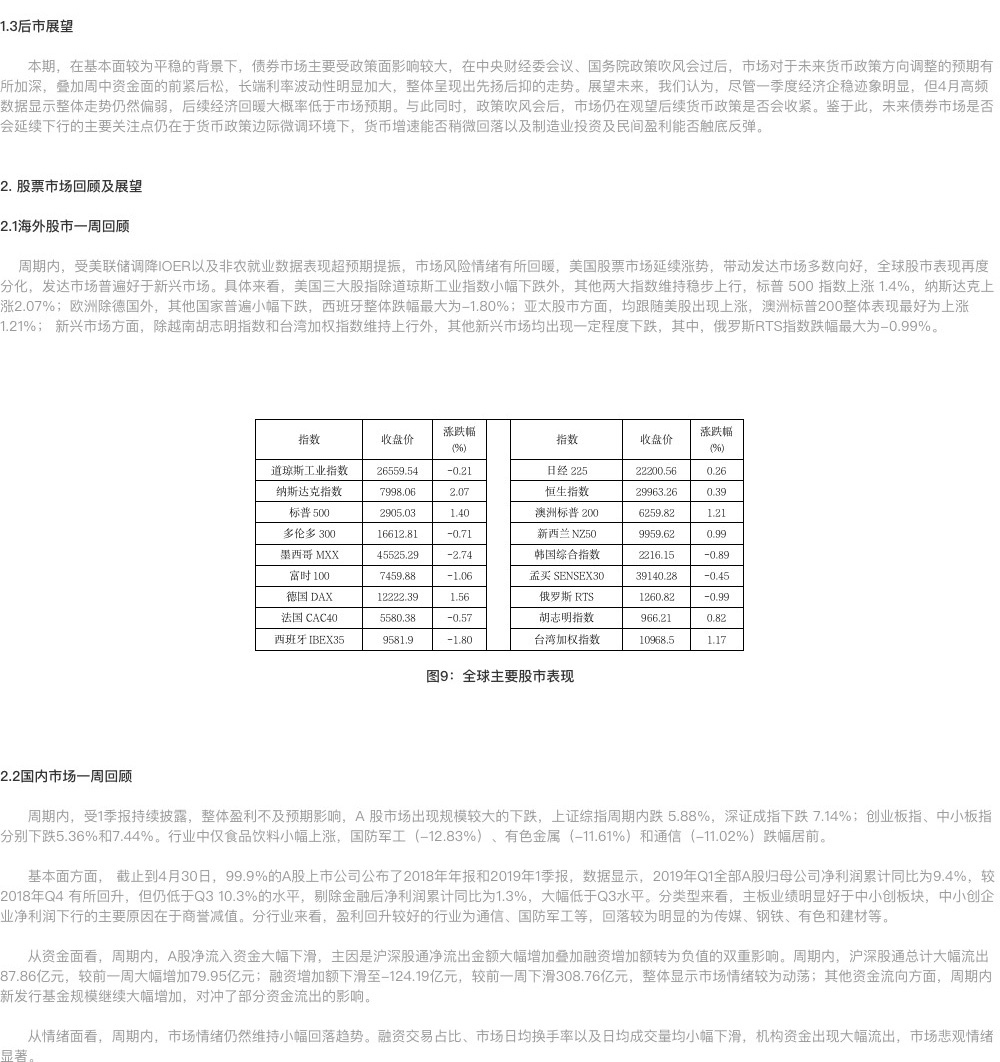 1.3后市展望
本期，在基本面较为平稳的背景下，债券市场主要受政策面影响较大，在中央财经委会议、国务院政策吹风会过后，市场对于未来货币政策方向调整的预期有
所加深，叠加周中资金面的前紧后松，长端利率波动性明显加大，整体呈现出先扬后抑的走势。展望未来，我们认为，尽管一季度经济企稳迹象明显，但4月高频
数据显示整体走势仍然偏弱，后续经济回暖大概率低于市场预期。与此同时，政策吹风会后，市场仍在观望后续货币政策是否会收紧。鉴于此，未来债券市场是否
会延续下行的主要关注点仍在于货币政策边际微调环境下，货币增速能否稍微回落以及制造业投资及民间盈利能否触底反弹。
2. 股票市场回顾及展望
2.1海外股市一周回顾
周期内，受美联储调降IOER以及非农就业数据表现超预期提振，市场风险情绪有所回暖，美国股票市场延续涨势，带动发达市场多数向好，全球股市表现再度
分化，发达市场普遍好于新兴市场。具体来看，美国三大股指除道琼斯工业指数小幅下跌外，其他两大指数维持稳步上行，标普 500 指数上涨 1.4%，纳斯达克上
涨2.07%；欧洲除德国外，其他国家普遍小幅下跌，西班牙整体跌幅最大为-1.80%；亚太股市方面，均跟随美股出现上涨，澳洲标普200整体表现最好为上涨
1.21%； 新兴市场方面，除越南胡志明指数和台湾加权指数维持上行外，其他新兴市场均出现一定程度下跌，其中，俄罗斯RTS指数跌幅最大为-0.99%。
指数 收盘价 涨跌幅(%) 指数 收盘价 涨跌幅(%)
道琼斯工业指数 26559.54 -0.21 日经 225 22200.56 0.26
纳斯达克指数 7998.06 2.07 恒生指数 29963.26 0.39
标普 500 2905.03 1.40 澳洲标普 200 6259.82 1.21
多伦多 300 16612.81 -0.71 新西兰 NZ50 9959.62 0.99
墨西哥 MXX 45525.29 -2.74 韩国综合指数 2216.15 -0.89
富时 100 7459.88 -1.06 孟买 SENSEX30 39140.28 -0.45
德国 DAX 12222.39 1.56 俄罗斯 RTS 1260.82 -0.99
法国 CAC40 5580.38 -0.57 胡志明指数 966.21 0.82
西班牙 IBEX35 9581.9 -1.80 台湾加权指数 10968.5 1.17
图9：全球主要股市表现
2.2国内市场一周回顾
周期内，受1季报持续披露，整体盈利不及预期影响，A 股市场出现规模较大的下跌，上证综指周期内跌 5.88%，深证成指下跌 7.14%；创业板指、中小板指
分别下跌5.36%和7.44%。行业中仅食品饮料小幅上涨，国防军工（-12.83%）、有色金属（-11.61%）和通信（-11.02%）跌幅居前。
基本面方面， 截止到4月30日，99.9%的A股上市公司公布了2018年年报和2019年1季报，数据显示，2019年Q1全部A股归母公司净利润累计同比为9.4%，较
2018年Q4 有所回升，但仍低于Q3 10.3%的水平，剔除金融后净利润累计同比为1.3%，大幅低于Q3水平。分类型来看，主板业绩明显好于中小创板块，中小创企
业净利润下行的主要原因在于商誉减值。分行业来看，盈利回升较好的行业为通信、国防军工等，回落较为明显的为传媒、钢铁、有色和建材等。
从资金面看，周期内，A股净流入资金大幅下滑，主因是沪深股通净流出金额大幅增加叠加融资增加额转为负值的双重影响。周期内，沪深股通总计大幅流出
87.86亿元，较前一周大幅增加79.95亿元；融资增加额下滑至-124.19亿元，较前一周下滑308.76亿元，整体显示市场情绪较为动荡；其他资金流向方面，周期内
新发行基金规模继续大幅增加，对冲了部分资金流出的影响。
从情绪面看，周期内，市场情绪仍然维持小幅回落趋势。融资交易占比、市场日均换手率以及日均成交量均小幅下滑，机构资金出现大幅流出，市场悲观情绪
显著。